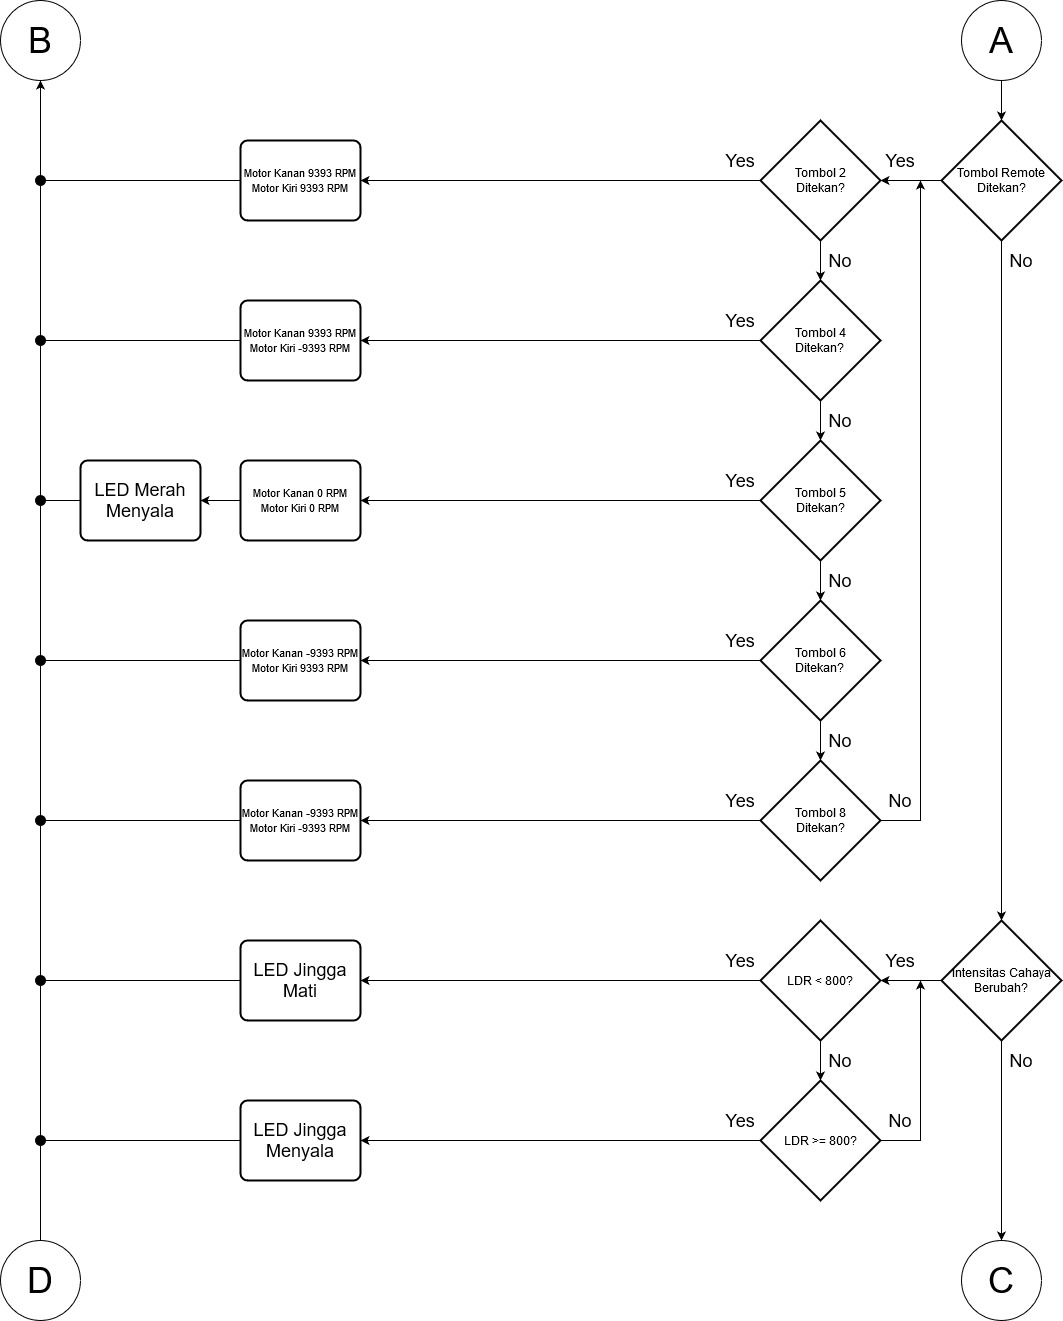 B
A
Motor Kanan 9393 RPM
Motor Kiri 9393 RPM
Yes
Tombol 2
Ditekan?
Yes
Tombol Remote
Ditekan?
No
No
Motor Kanan 9393 RPM
Motor Kiri -9393 RPM
Yes
Tombol 4
Ditekan?
No
LED Merah
Menyala
Motor Kanan 0 RPM
Motor Kiri 0 RPM
Yes
Tombol 5
Ditekan?
No
Motor Kanan -9393 RPM
Motor Kiri 9393 RPM
Yes
Tombol 6
Ditekan?
No
Motor Kanan -9393 RPM
Motor Kiri -9393 RPM
Yes
Tombol 8
Ditekan?
No
LED Jingga
Mati
Yes
LDR < 800?
Yes
Intensitas Cahaya
Berubah?
No
No
LED Jingga
Menyala
Yes
LDR >= 800?
No
D
C